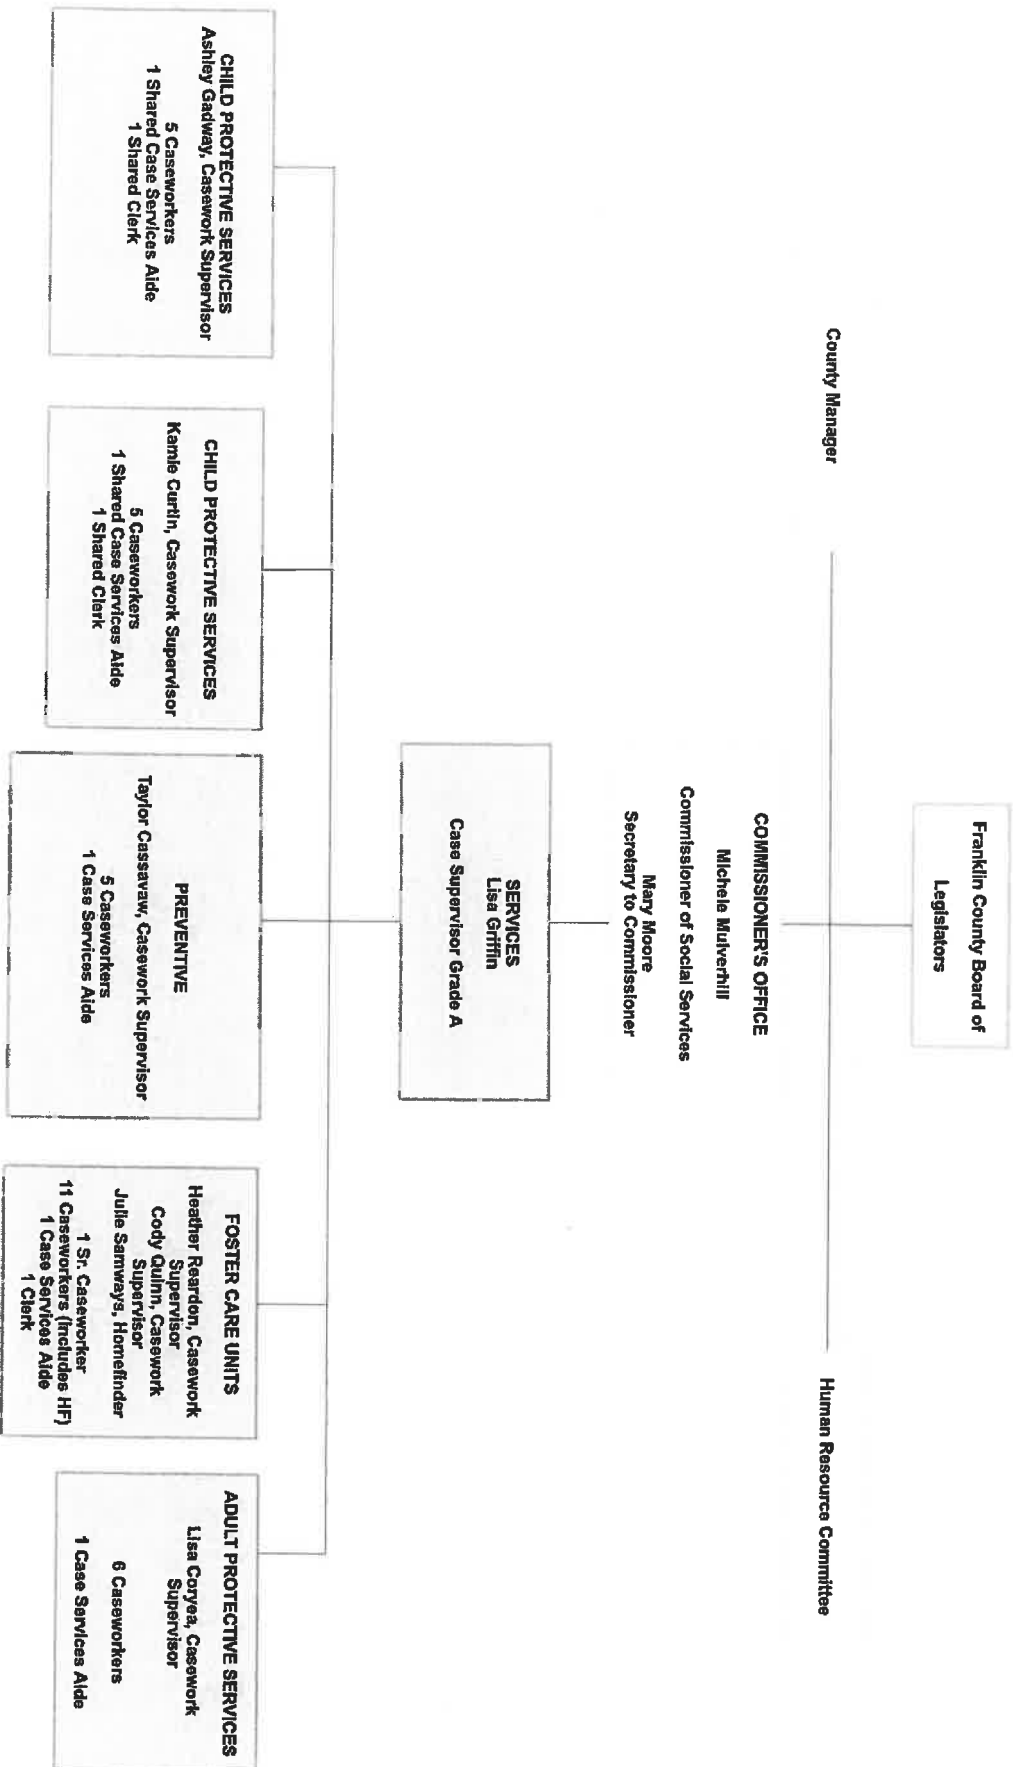 Franklin County Board of
Legislators
County Manager
Human Resource Committee
COMMISSIONER'S OFFICE
Michele Mulverhill
Commissioner of Social Services
Mary Moore
Secretary to Commissioner
SERVICES
Lisa Griffin
Case Supervisor Grade A
CHILD PROTECTIVE SERVICES
Ashley Gadway, Casework Supervisor
5 Caseworkers
1 Shared Case Services Aide
1 Shared Clerk
CHILD PROTECTIVE SERVICES
Kamie Curtin, Casework Supervisor
5 Caseworkers
1 Shared Case Services Aide
1 Shared Clerk
PREVENTIVE
Taylor Cassavaw, Casework Supervisor
5 Caseworkers
1 Case Services Aide
FOSTER CARE UNITS
Heather Reardon, Casework
Supervisor
Cody Quinn, Casework
Supervisor
Julie Samways, Homefinder
1 Sr. Caseworker
11 Caseworkers (includes HF)
1 Case Services Aide
1 Clerk
ADULT PROTECTIVE SERVICES
Lisa Coryea, Casework
Supervisor
6 Caseworkers
1 Case Services Aide